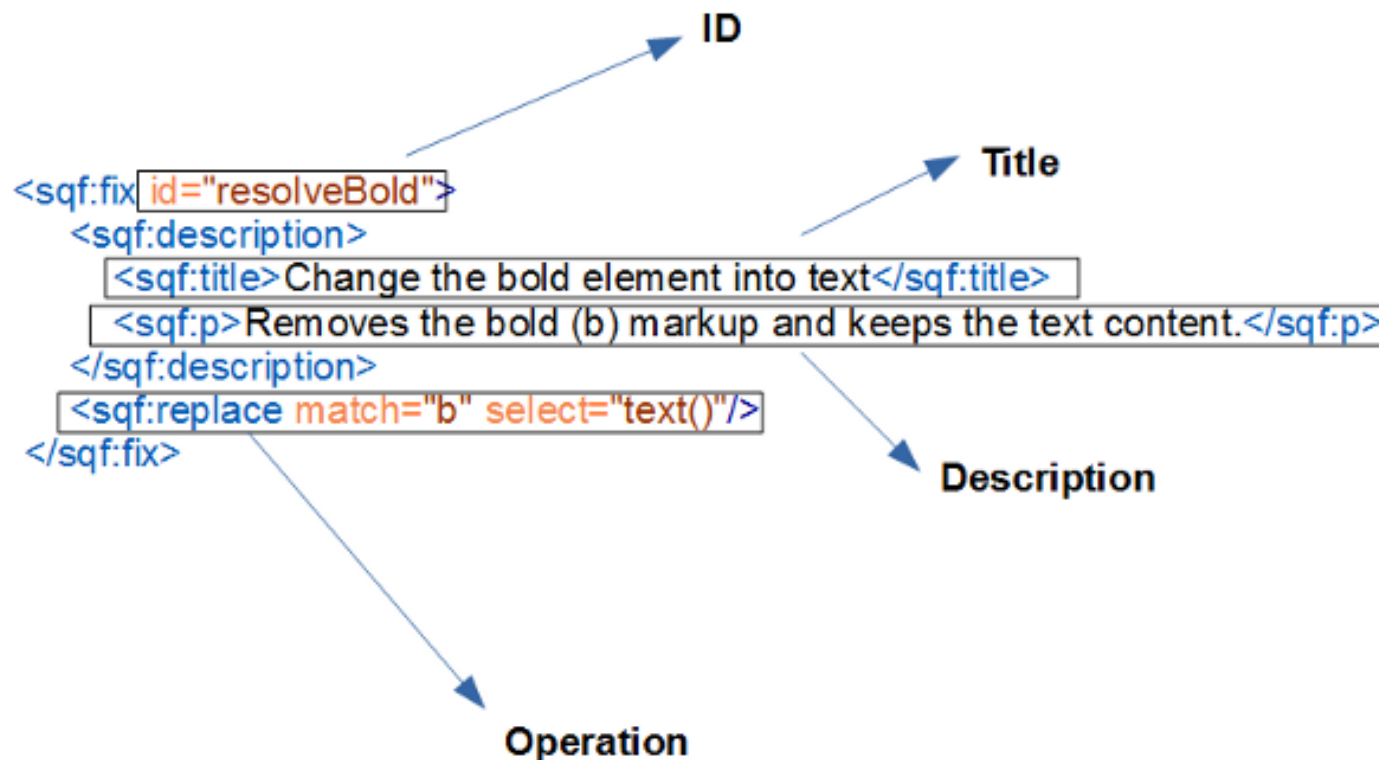 ID
Title
<sqf:fix id="resolveBold">
<sqf:description>
<sqf:title>Change the bold element into text</sqf:title>
<sqf:p>Removes the bold (b) markup and keeps the text content.</sqf:p>
</sqf:description>
<sqf:replace match="b" select="text()"/>
</sqf:fix>
Description
Operation